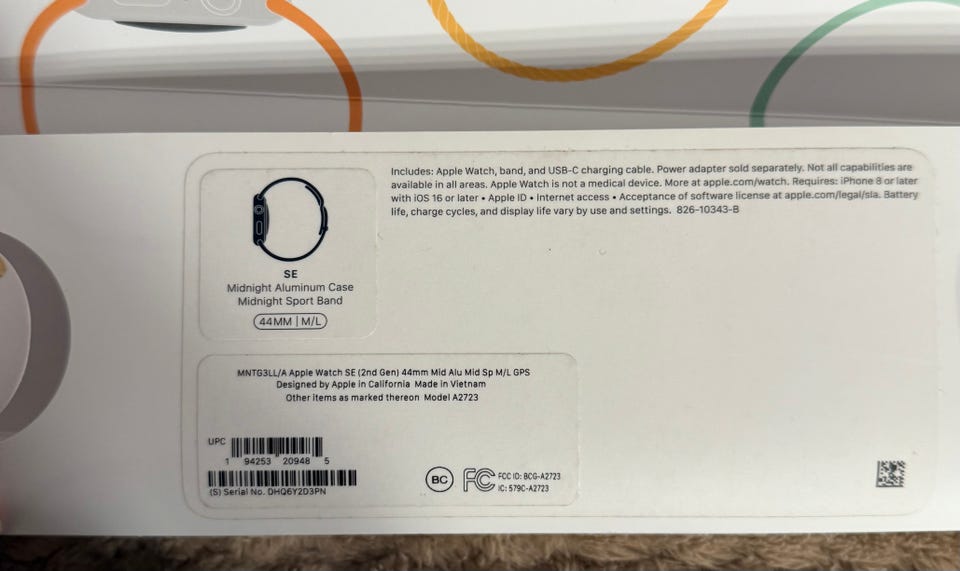 Includes: Apple Watch, band, and USB-C charging cable. Power adapter sold separately. Not all capabilities are
available in all areas. Apple Watch is not a medical device. More at apple.com/watch. Requires: iPhone 8 or later
with iOS 16 or later • Apple ID • Internet access • Acceptance of software license at apple.com/legal/sla. Battery
life, charge cycles, and display life vary by use and settings. 826-10343-B
SE
Midnight Aluminum Case
Midnight Sport Band
44MM | M/L
MNTG3LL/A Apple Watch SE (2nd Gen) 44mm Mid Alu Mid Sp M/L GPS
Designed by Apple in California Made in Vietnam
Other items as marked thereon Model A2723
UPC
1 94253 20948 5
(S) Serial No. DHQ6Y2D3PN
BC
FC FCC ID: BCG-A2723
IC: 579C-A2723